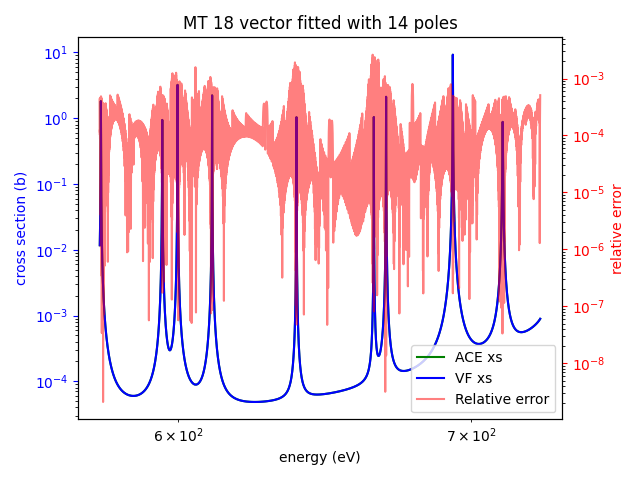 MT 18 vector fitted with 14 poles
10¹
10⁰
10⁻¹
10⁻²
10⁻³
10⁻⁴
cross section (b)
10⁻³
10⁻⁴
10⁻⁵
10⁻⁶
10⁻⁷
10⁻⁸
relative error
ACE xs
VF xs
Relative error
6 × 10²
7 × 10²
energy (eV)